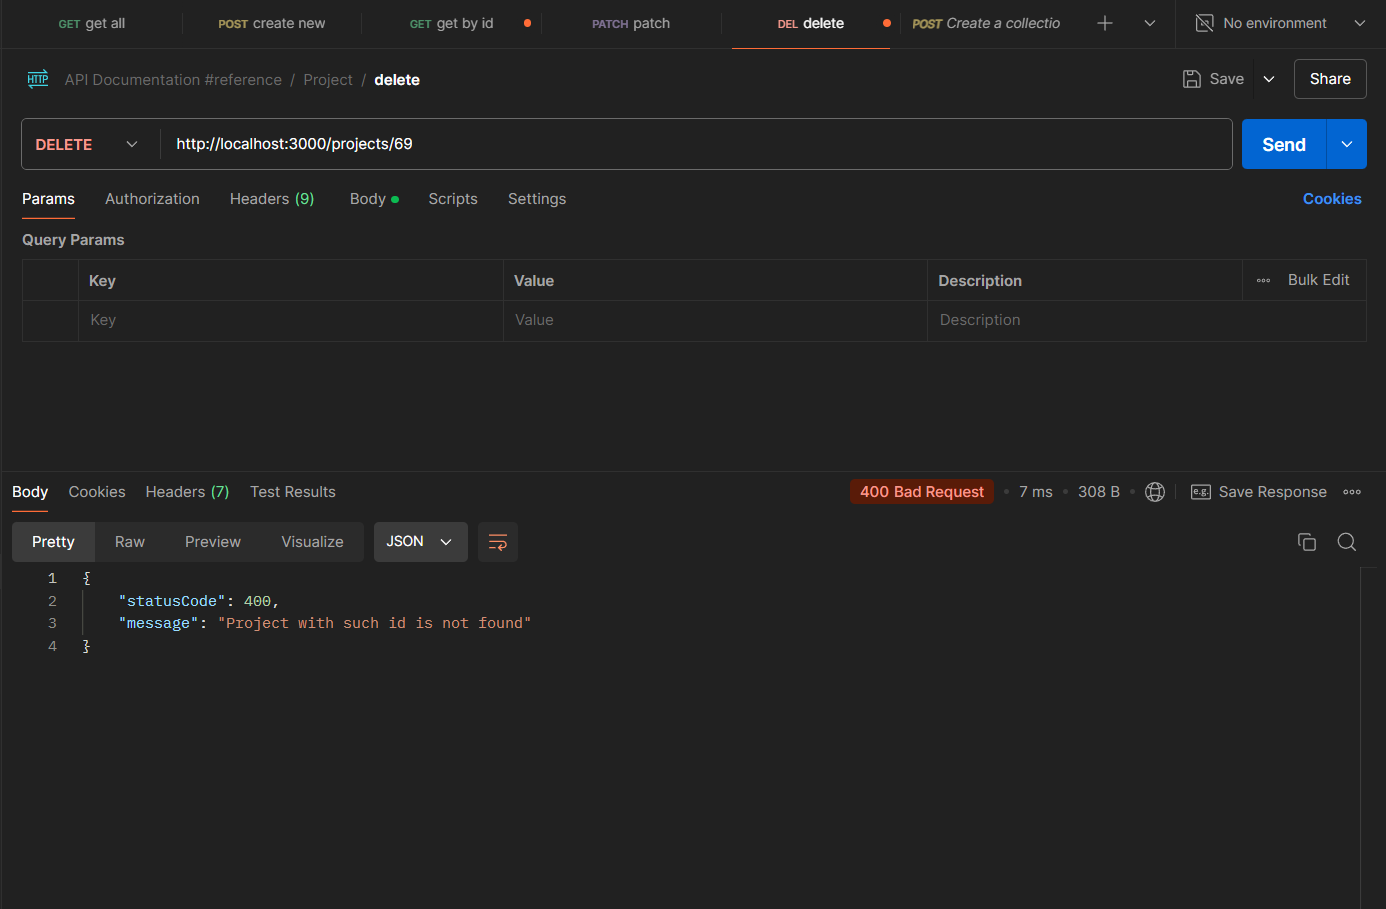 GET get all POST create new GET get by id PATCH patch DEL delete POST Create a collectio No environment
HTTP API Documentation #reference / Project / delete Save Share
DELETE http://localhost:3000/projects/69 Send
Params Authorization Headers (9) Body Scripts Settings Cookies
Query Params
Key Value Description Bulk Edit
Key Value Description
Body Cookies Headers (7) Test Results 400 Bad Request 7 ms 308 B e.g. Save Response
Pretty Raw Preview Visualize JSON
1 {
2 "statusCode": 400,
3 "message": "Project with such id is not found"
4 }